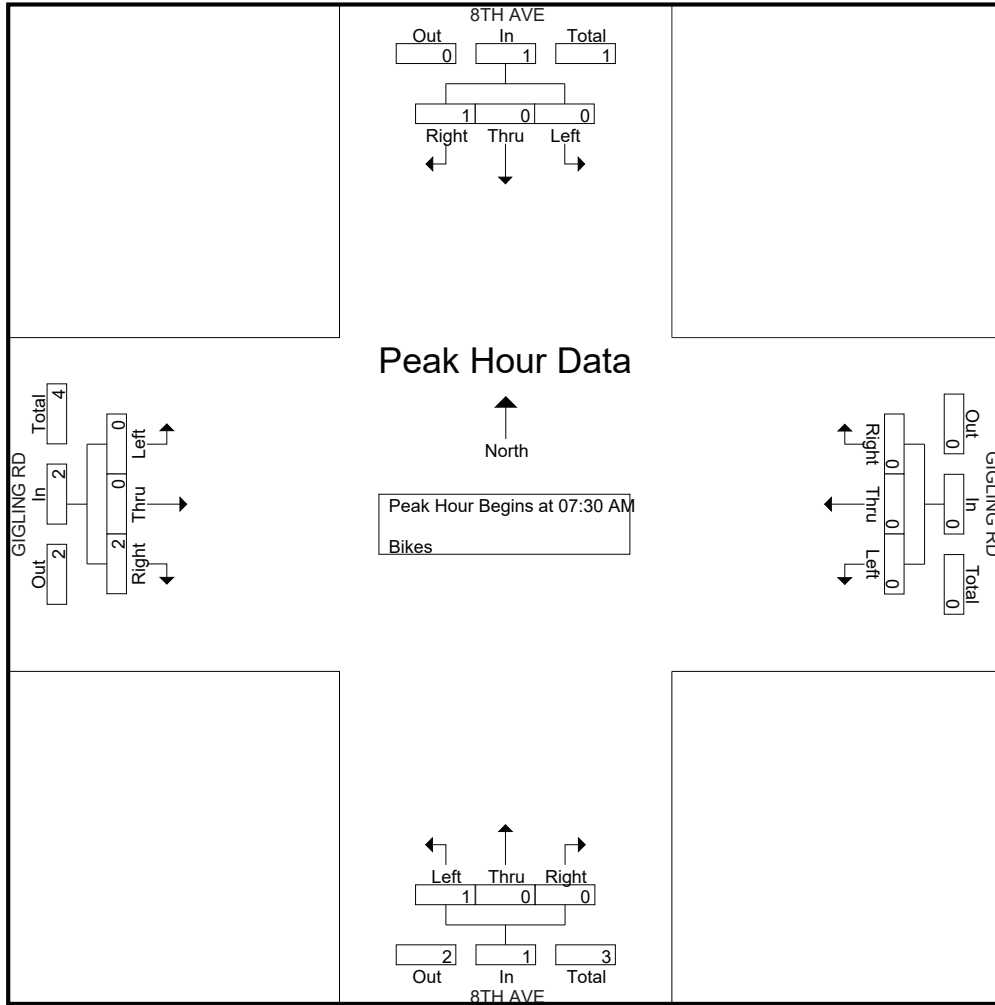 8TH AVE
Out In Total
0 1 1
1 0 0
Right Thru Left
Peak Hour Data
North
Peak Hour Begins at 07:30 AM
Bikes
GIGLING RD
Out In Total
2 2 4
Left Thru Right
0 0 2
GIGLING RD
Out In Total
0 0 0
Right Thru Left
0 0 0
Left Thru Right
1 0 0
2 1 3
Out In Total
8TH AVE